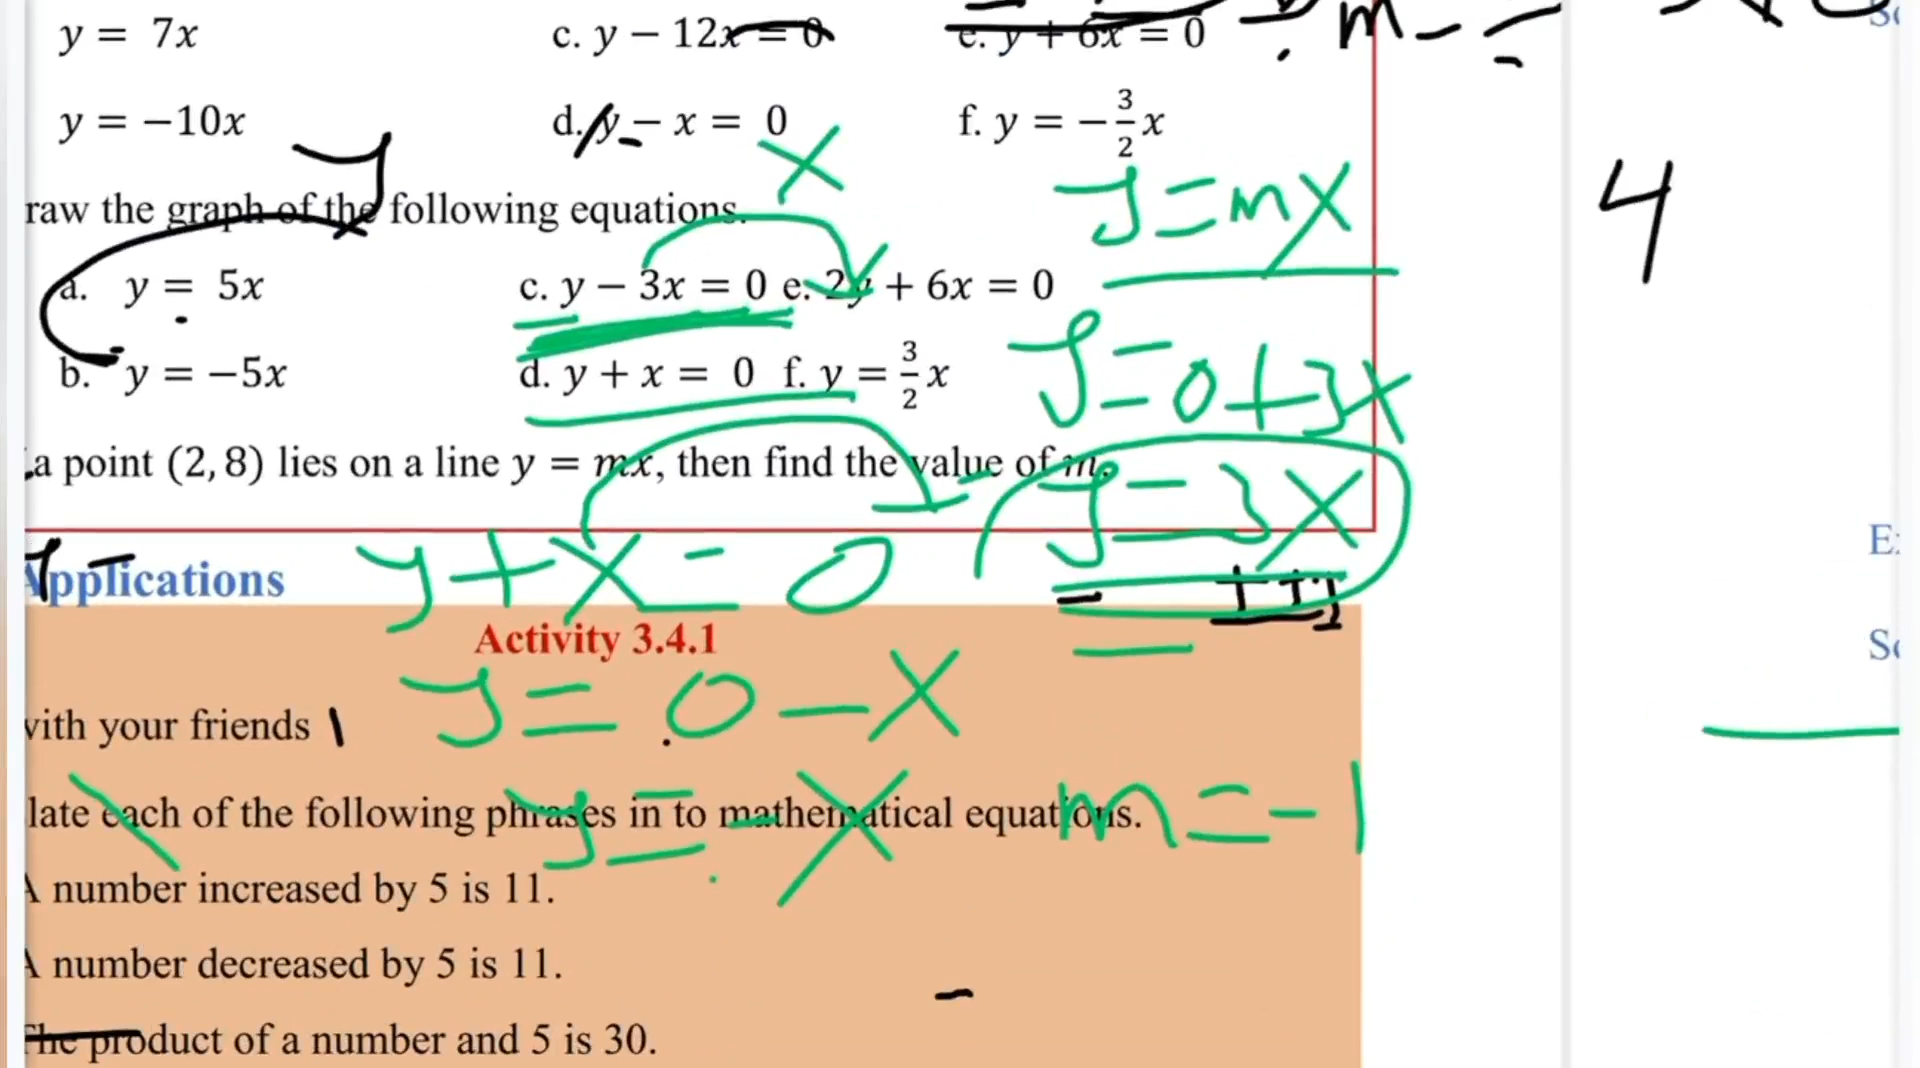 y = 7x
c. y − 12x = 0
e. y + 6x = 0
m - =
y = −10x
d. y − x = 0
f. y = −3/2 x
y x
y = mx
4
raw the graph of the following equations.
a. y = 5x
c. y − 3x = 0 e. 2y + 6x = 0
y = 0 + 3x
b. y = −5x
d. y + x = 0 f. y = 3/2 x
a point (2, 8) lies on a line y = mx, then find the value of m.
y = 3x
y + x = 0
Applications
Activity 3.4.1
y = 0 − x
with your friends
y = −x
m = −1
late each of the following phrases in to mathematical equations.
A number increased by 5 is 11.
A number decreased by 5 is 11.
The product of a number and 5 is 30.